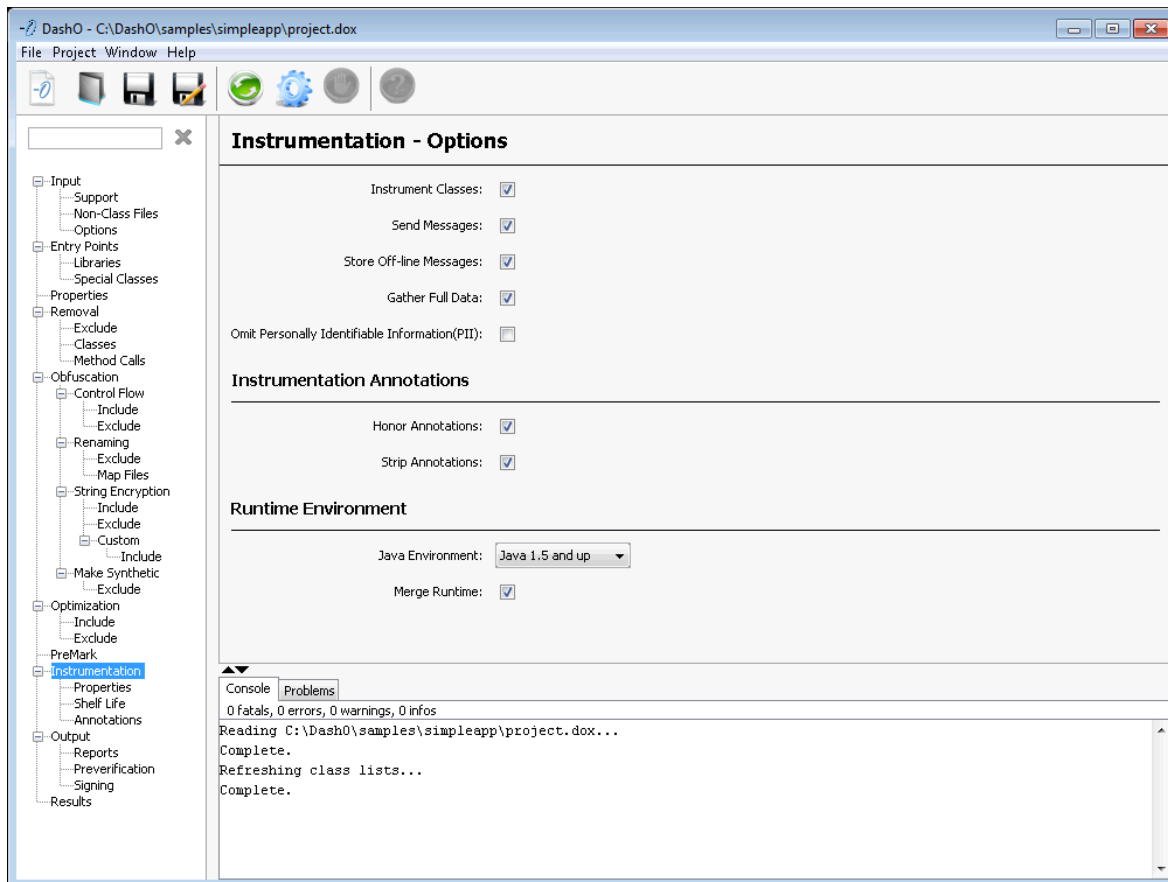 DashO - C:\DashO\samples\simpleapp\project.dox
File Project Window Help
Input
Support
Non-Class Files
Options
Entry Points
Libraries
Special Classes
Properties
Removal
Exclude
Classes
Method Calls
Obfuscation
Control Flow
Include
Exclude
Renaming
Exclude
Map Files
String Encryption
Include
Exclude
Custom
Include
Make Synthetic
Exclude
Optimization
Include
Exclude
PreMark
Instrumentation
Properties
Shelf Life
Annotations
Output
Reports
Preverification
Signing
Results
Instrumentation - Options
Instrument Classes:
Send Messages:
Store Off-line Messages:
Gather Full Data:
Omit Personally Identifiable Information(PII):
Instrumentation Annotations
Honor Annotations:
Strip Annotations:
Runtime Environment
Java Environment: Java 1.5 and up
Merge Runtime:
Console Problems
0 fatals, 0 errors, 0 warnings, 0 infos
Reading C:\DashO\samples\simpleapp\project.dox...
Complete.
Refreshing class lists...
Complete.